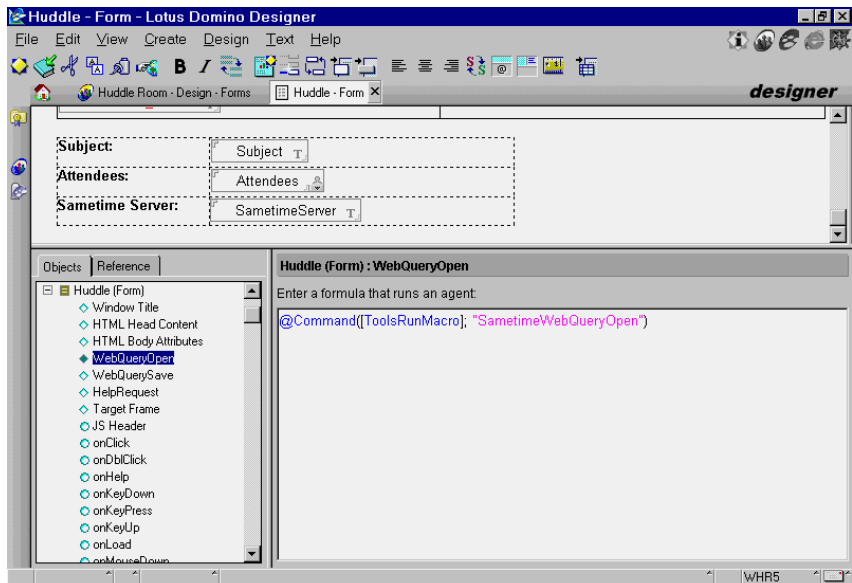 Huddle - Form - Lotus Domino Designer
File Edit View Create Design Text Help
Huddle Room - Design - Forms
Huddle - Form
designer
Subject: Subject T
Attendees: Attendees
Sametime Server: SametimeServer T
Objects Reference
Huddle (Form) : WebQueryOpen
Huddle (Form)
Window Title
HTML Head Content
HTML Body Attributes
WebQueryOpen
WebQuerySave
HelpRequest
Target Frame
JS Header
onClick
onDblClick
onHelp
onKeyDown
onKeyPress
onKeyUp
onLoad
onMouseDown
Enter a formula that runs an agent:
@Command([ToolsRunMacro]; "SametimeWebQueryOpen")
WHR5